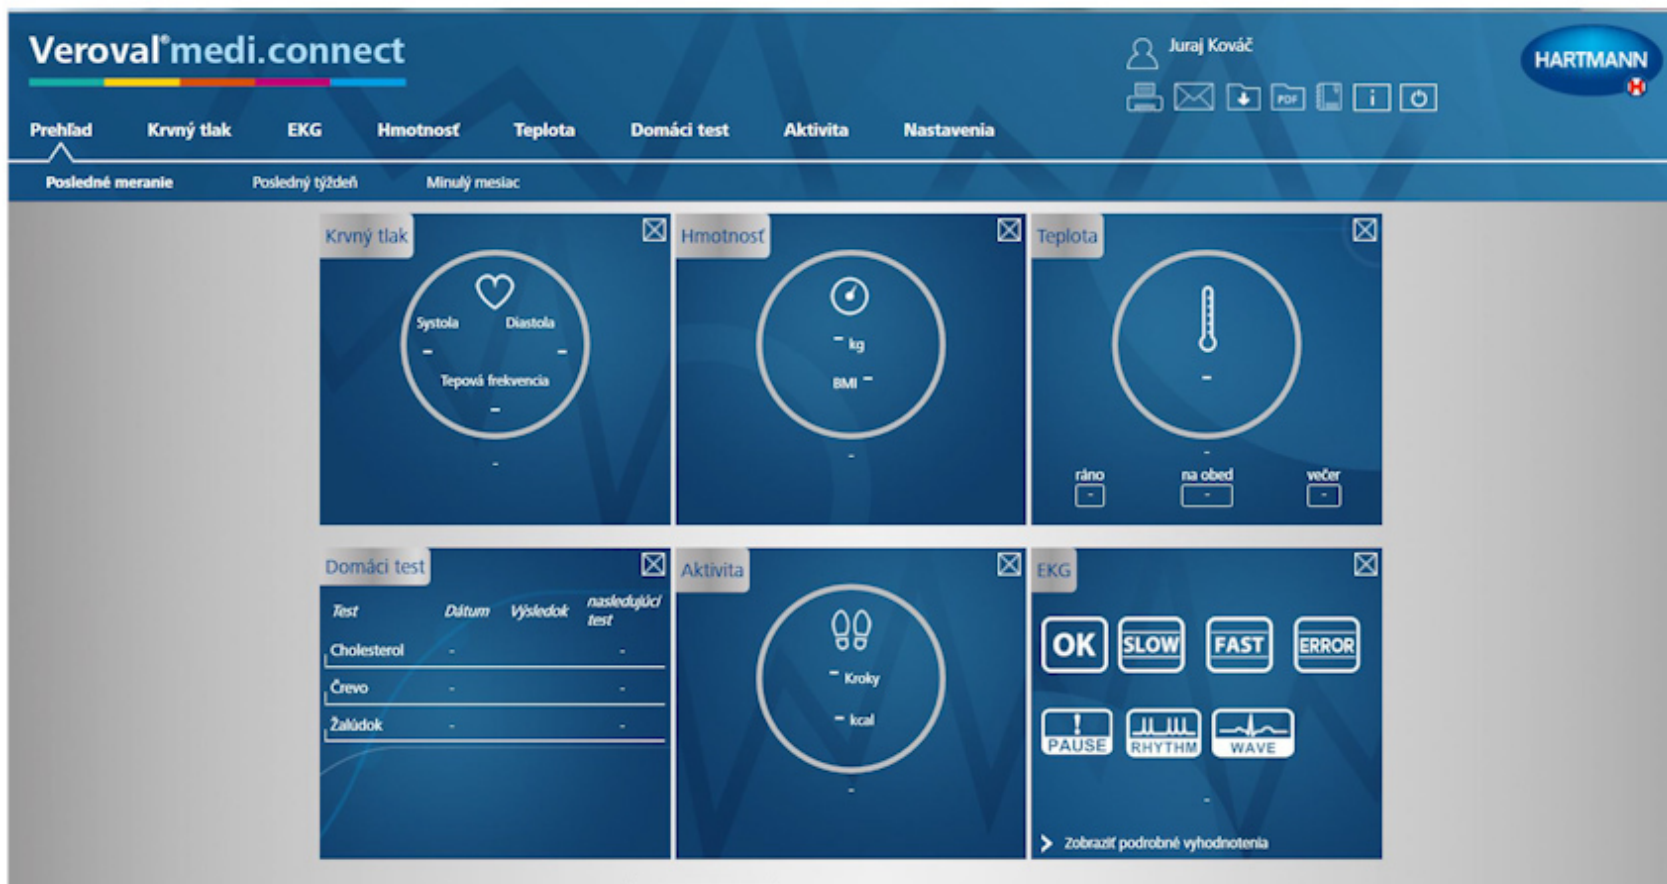 Veroval®medi.connect
Juraj Kováč
HARTMANN
PDF
i
Prehľad Krvný tlak EKG Hmotnosť Teplota Domáci test Aktivita Nastavenia
Posledné meranie Posledný týždeň Minulý mesiac
Krvný tlak
Systola Diastola
- -
Tepová frekvencia
-
-
Hmotnosť
- kg
BMI -
-
Teplota
-
-
ráno na obed večer
- - -
Domáci test
Test Dátum Výsledok nasledujúci
test
Cholesterol - -
Črevo - -
Žalúdok - -
Aktivita
- Kroky
- kcal
-
EKG
OK SLOW FAST ERROR
! PAUSE RHYTHM WAVE
-
> Zobraziť podrobné vyhodnotenia